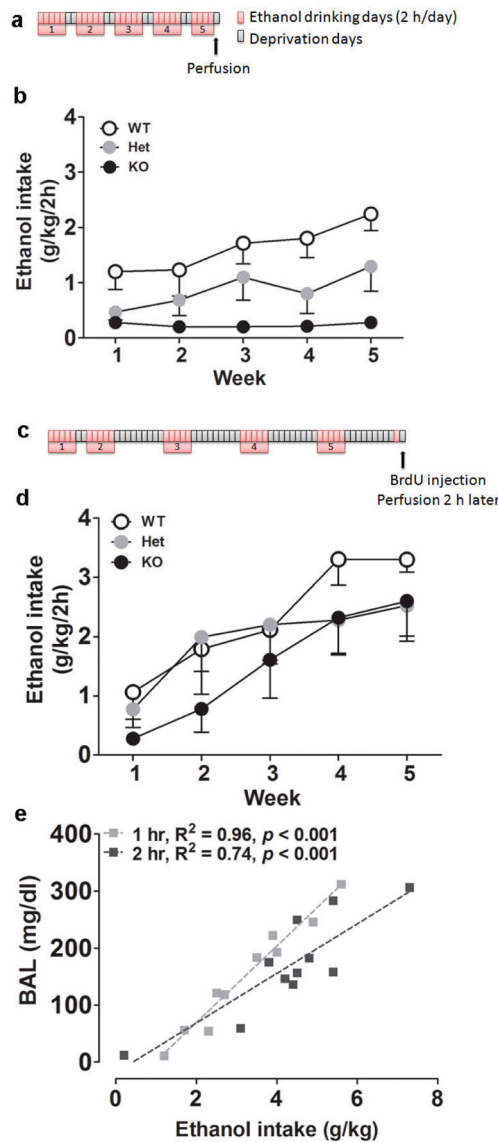 a
Ethanol drinking days (2 h/day)
Deprivation days
1 2 3 4 5
Perfusion
b
WT
Het
KO
Ethanol intake
(g/kg/2h)
4
3
2
1
0
1 2 3 4 5
Week
c
1 2 3 4 5
BrdU injection
Perfusion 2 h later
d
WT
Het
KO
Ethanol intake
(g/kg/2h)
4
3
2
1
0
1 2 3 4 5
Week
e
1 hr, R² = 0.96, p < 0.001
2 hr, R² = 0.74, p < 0.001
BAL (mg/dl)
400
300
200
100
0
0 2 4 6 8
Ethanol intake (g/kg)